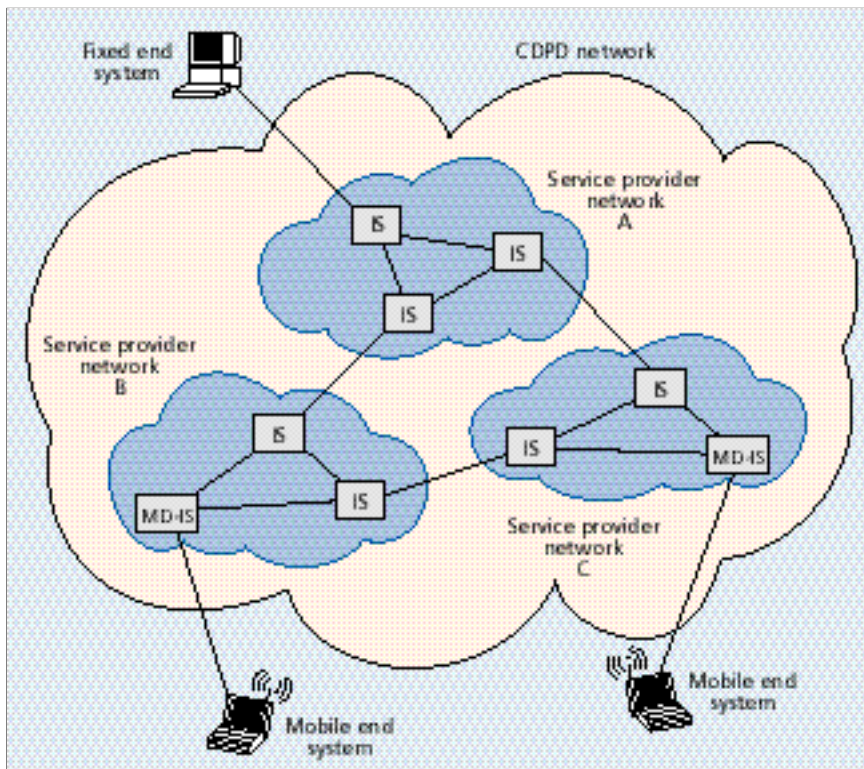 Fixed end
system
CDPD network
Service provider
network
A
IS
IS
IS
Service provider
network
B
IS
IS
IS
MD-IS
IS
MD-IS
Service provider
network
C
Mobile end
system
Mobile end
system